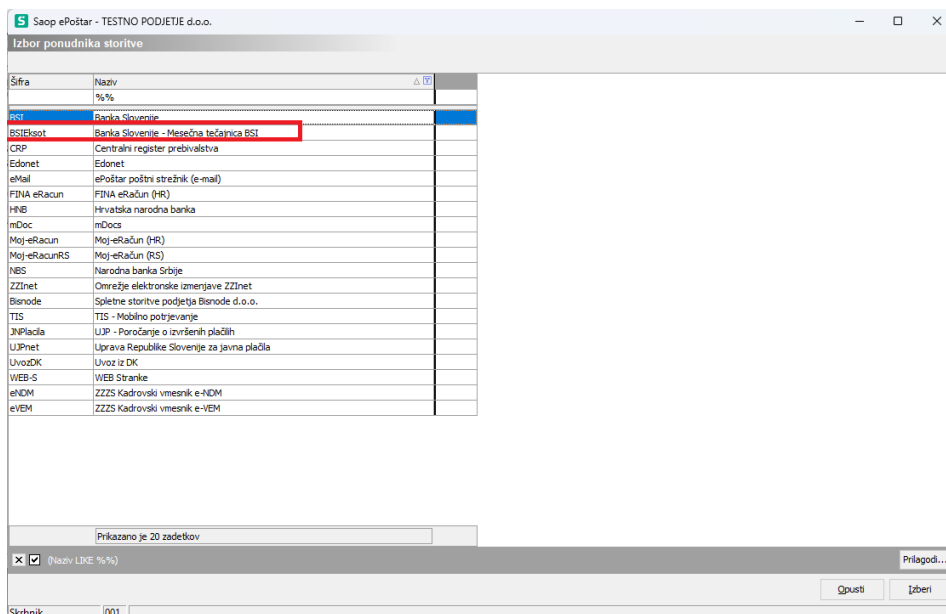 Saop ePoštar - TESTNO PODJETJE d.o.o.
Izbor ponudnika storitve
Šifra Naziv
%%
BSI Banka Slovenije
BSIEksot Banka Slovenije - Mesečna tečajnica BSI
CRP Centralni register prebivalstva
Edonet Edonet
eMail ePoštar poštni strežnik (e-mail)
FINA eRacun FINA eRačun (HR)
HNB Hrvatska narodna banka
mDoc mDocs
Moj-eRacun Moj-eRačun (HR)
Moj-eRacunRS Moj-eRačun (RS)
NBS Narodna banka Srbije
ZZInet Omrežje elektronske izmenjave ZZInet
Bisnode Spletne storitve podjetja Bisnode d.o.o.
TIS TIS - Mobilno potrjevanje
JNPlacila UJP - Poročanje o izvršenih plačilih
UJPnet Uprava Republike Slovenije za javna plačila
UvozDK Uvoz iz DK
WEB-S WEB Stranke
eNDM ZZZS Kadrovski vmesnik e-NDM
eVEM ZZZS Kadrovski vmesnik e-VEM
Prikazano je 20 zadetkov
(Naziv LIKE %%)
Prilagodi...
Opusti Izberi
Skrbnik 001